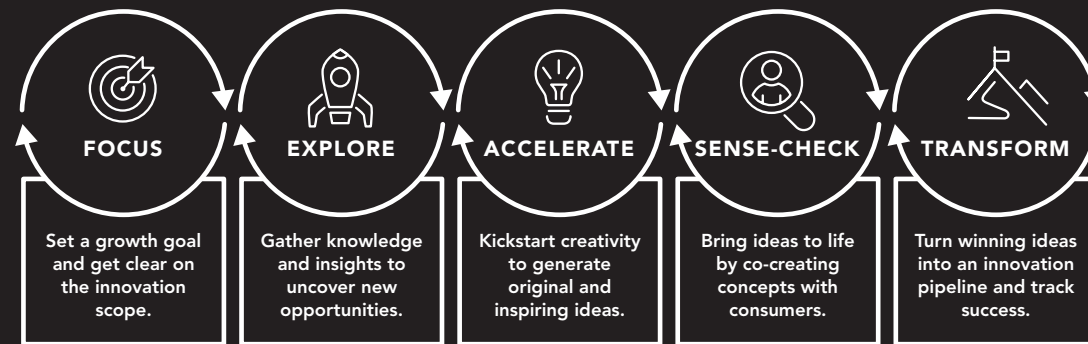 FOCUS
Set a growth goal
and get clear on
the innovation
scope.
EXPLORE
Gather knowledge
and insights to
uncover new
opportunities.
ACCELERATE
Kickstart creativity
to generate
original and
inspiring ideas.
SENSE-CHECK
Bring ideas to life
by co-creating
concepts with
consumers.
TRANSFORM
Turn winning ideas
into an innovation
pipeline and track
success.